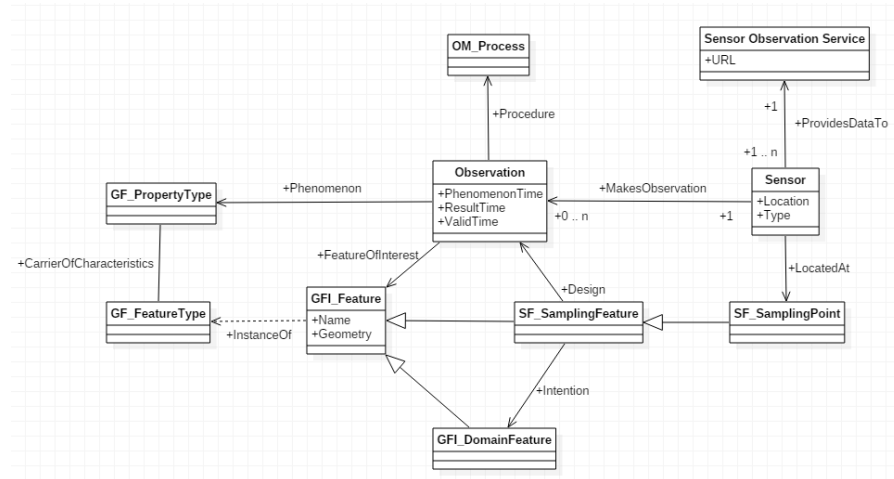 Sensor Observation Service
+URL
OM_Process
+1
+Procedure
+ProvidesDataTo
+1 .. n
Observation
+PhenomenonTime
+ResultTime
+ValidTime
Sensor
+Location
+Type
GF_PropertyType
+Phenomenon
+MakesObservation
+0 .. n
+1
+CarrierOfCharacteristics
+FeatureOfInterest
+LocatedAt
+Design
GF_FeatureType
GFI_Feature
+Name
+Geometry
SF_SamplingFeature
SF_SamplingPoint
+InstanceOf
+Intention
GFI_DomainFeature